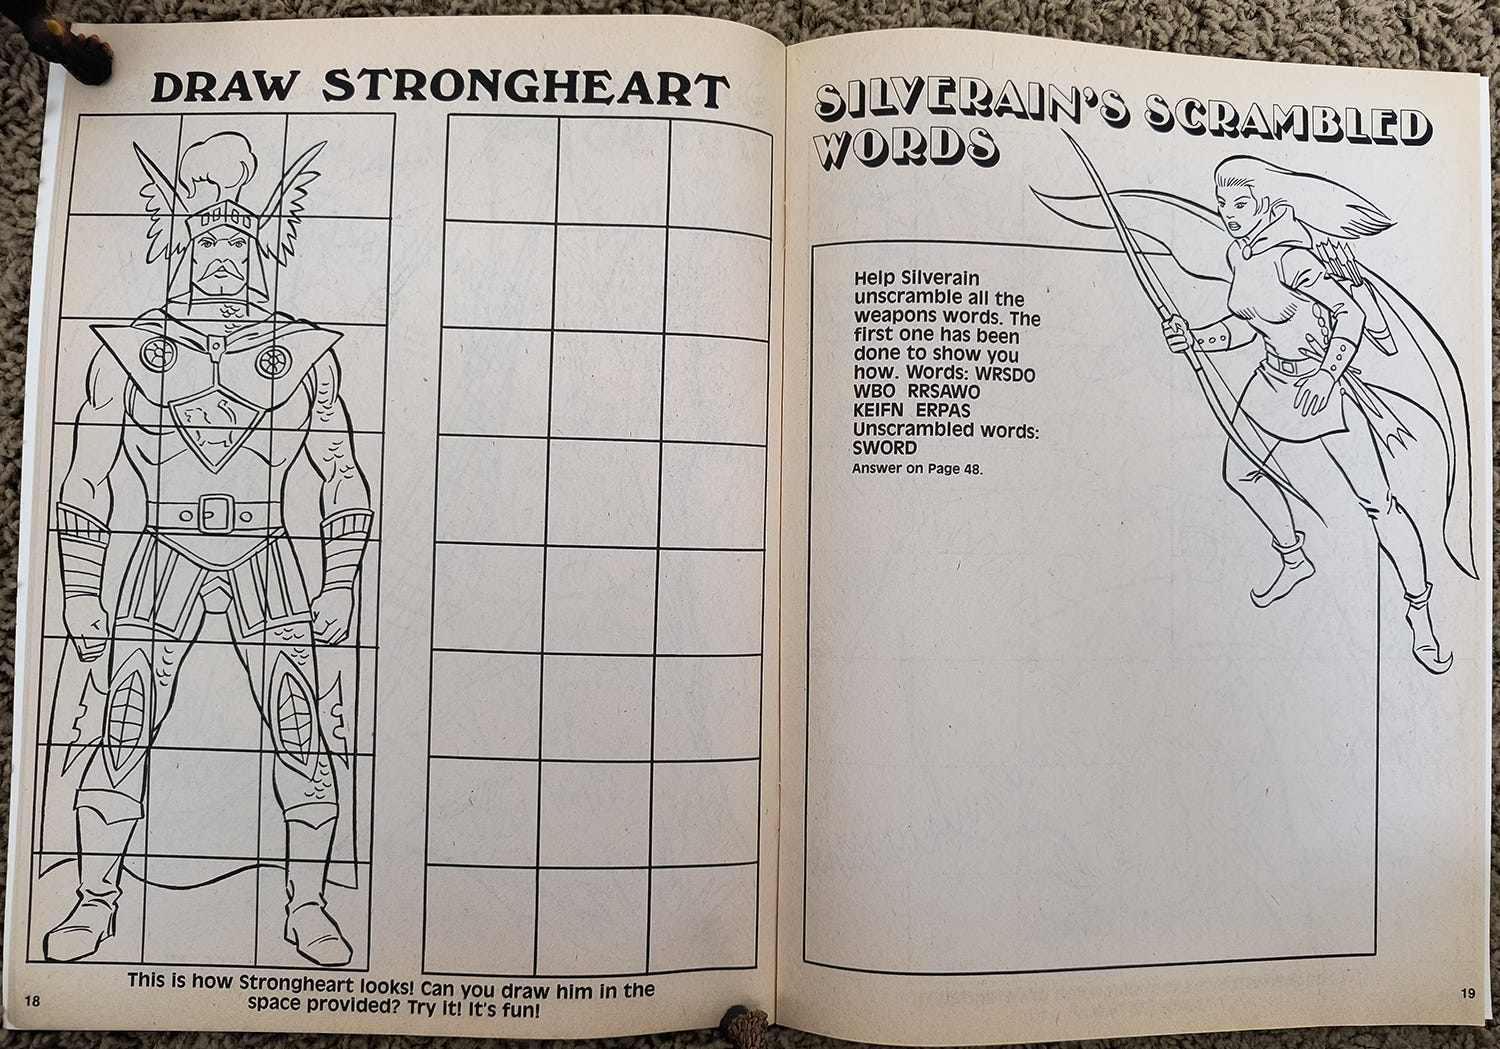 DRAW STRONGHEART
This is how Strongheart looks! Can you draw him in the
space provided? Try it! It's fun!
18
SILVERAIN'S SCRAMBLED
WORDS
Help Silverain
unscramble all the
weapons words. The
first one has been
done to show you
how. Words: WRSDO
WBO RRSAWO
KEIFN ERPAS
Unscrambled words:
SWORD
Answer on Page 48.
19